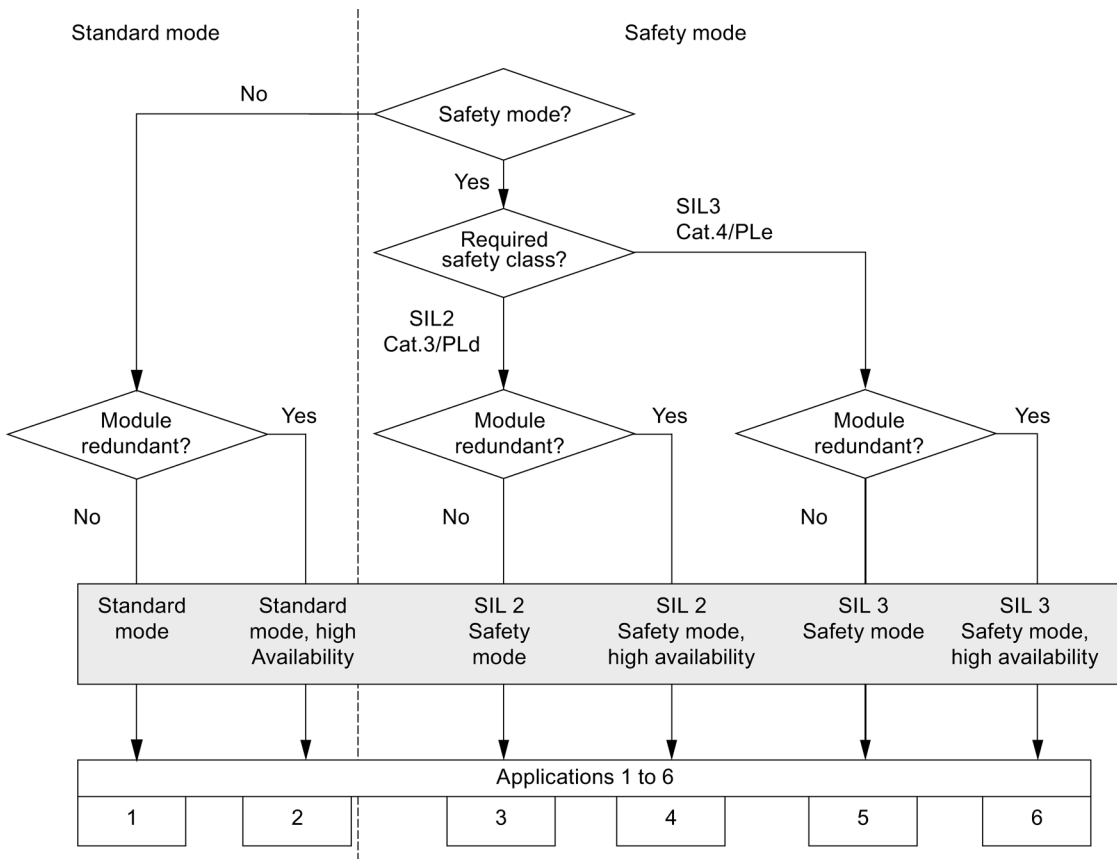 Standard mode
Safety mode
No
Safety mode?
Yes
Required
safety class?
SIL3
Cat.4/PLe
SIL2
Cat.3/PLd
Module
redundant?
Yes
No
Module
redundant?
Yes
No
Module
redundant?
Yes
No
Standard
mode
Standard
mode, high
Availability
SIL 2
Safety
mode
SIL 2
Safety mode,
high availability
SIL 3
Safety mode
SIL 3
Safety mode,
high availability
Applications 1 to 6
1
2
3
4
5
6